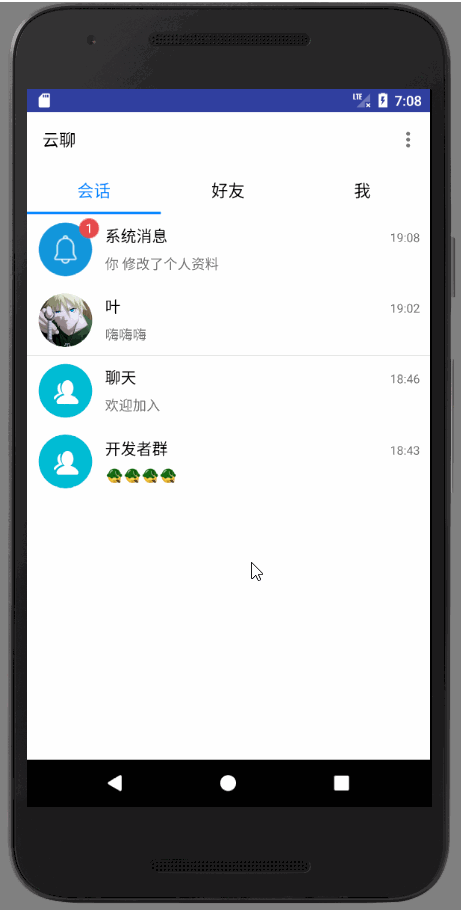 LTE 7:08
云聊
会话 好友 我
1
系统消息 19:08
你 修改了个人资料
叶 19:02
嗨嗨嗨
聊天 18:46
欢迎加入
开发者群 18:43